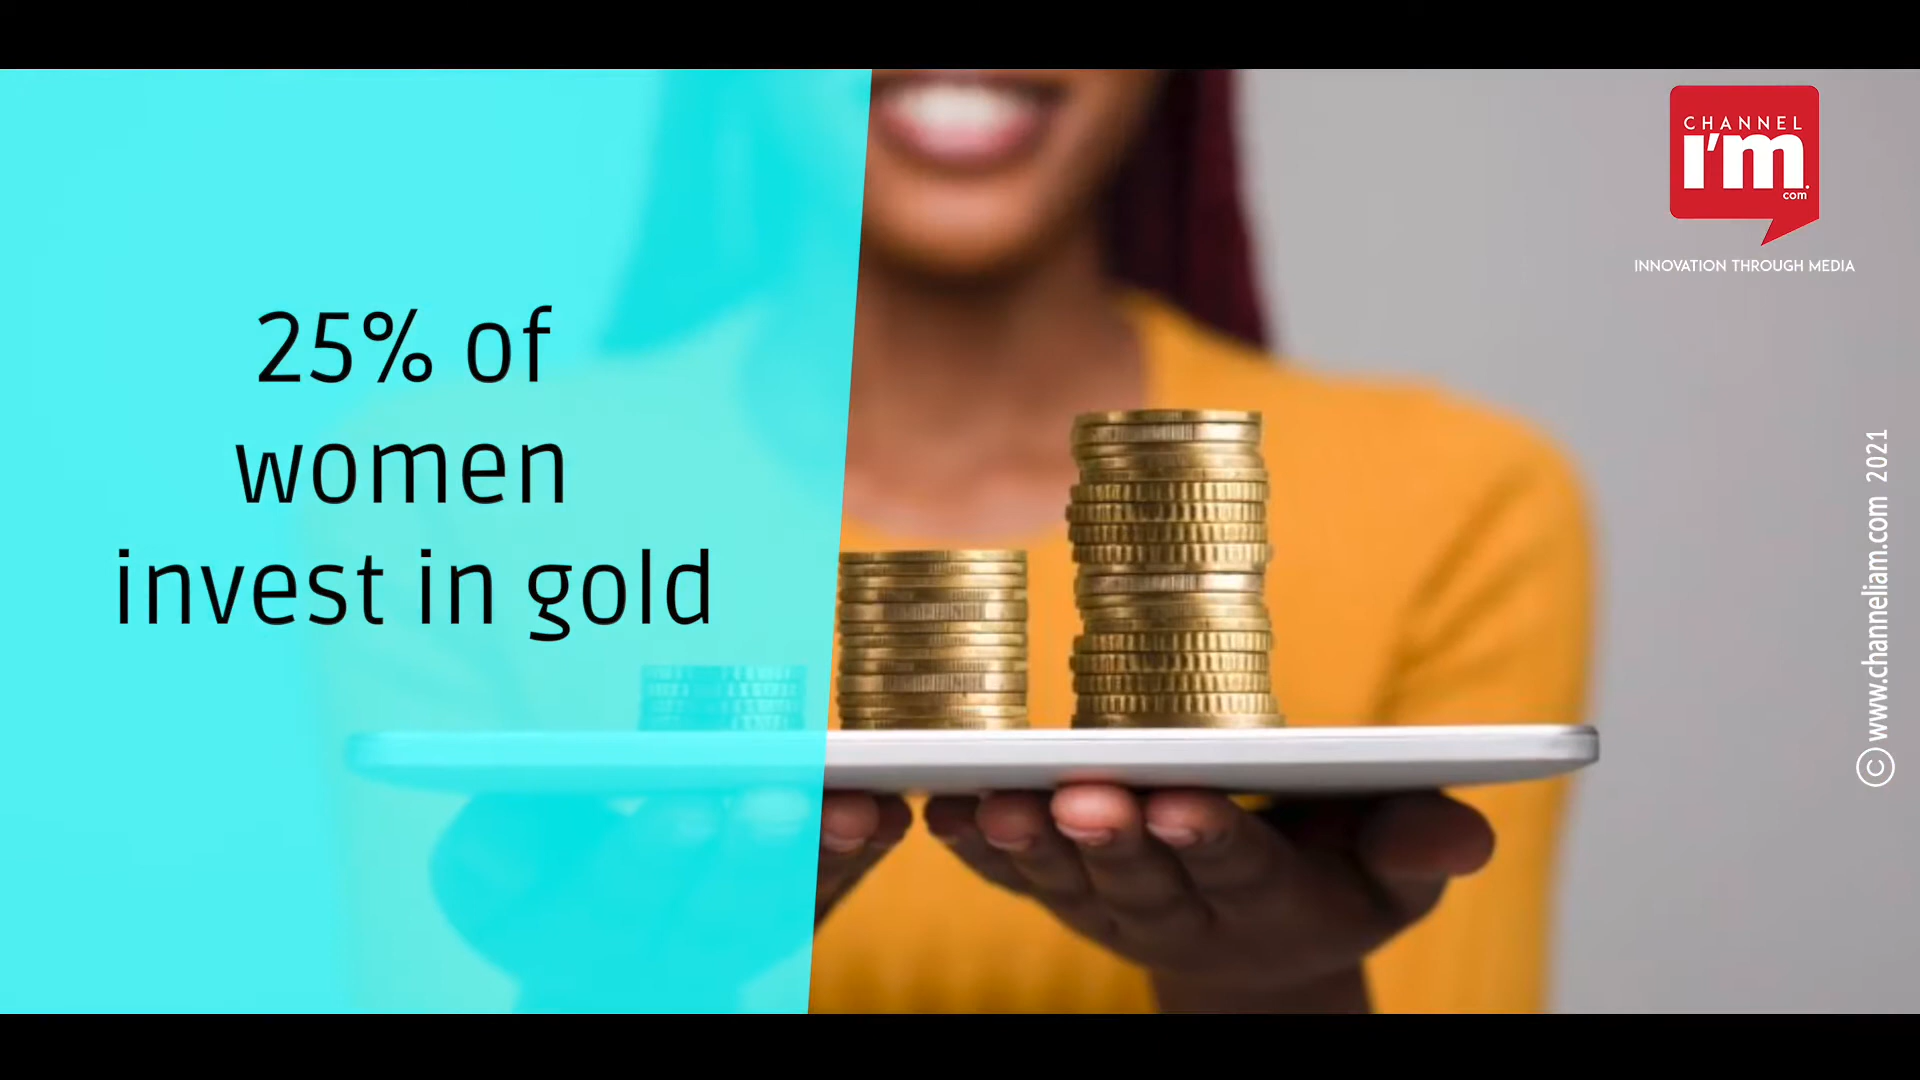 25% of
women
invest in gold
CHANNEL
I'm
.com
INNOVATION THROUGH MEDIA
© www.channeliam.com 2021